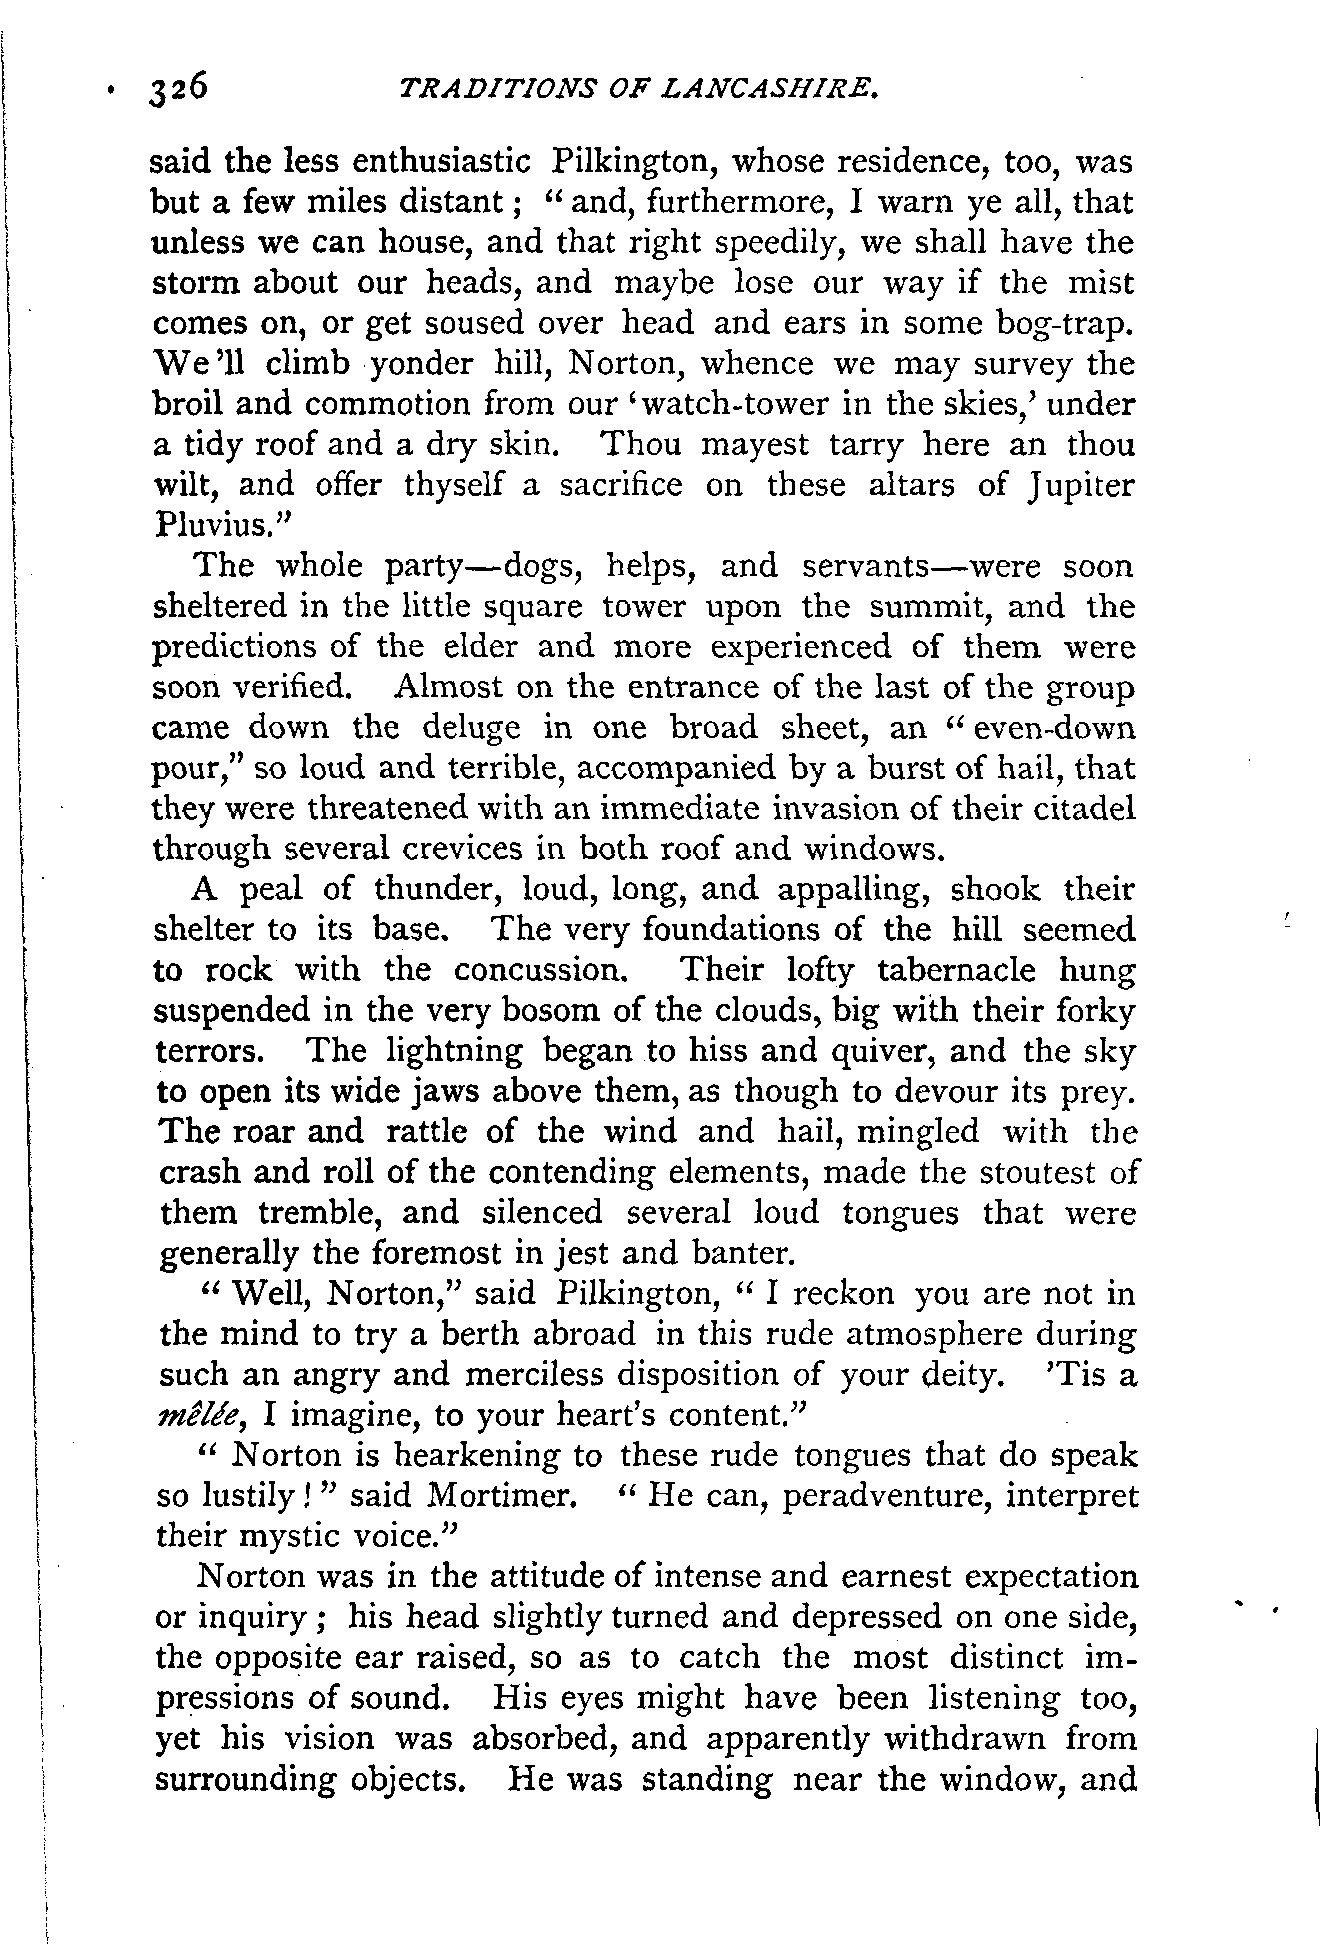 326 TRADITIONS OF LANCASHIRE.
said the less enthusiastic Pilkington, whose residence, too, was
but a few miles distant ; “ and, furthermore, I warn ye all, that
unless we can house, and that right speedily, we shall have the
storm about our heads, and maybe lose our way if the mist
comes on, or get soused over head and ears in some bog-trap.
We 'll climb yonder hill, Norton, whence we may survey the
broil and commotion from our ‘ watch-tower in the skies,’ under
a tidy roof and a dry skin. Thou mayest tarry here an thou
wilt, and offer thyself a sacrifice on these altars of Jupiter
Pluvius.”
The whole party—dogs, helps, and servants—were soon
sheltered in the little square tower upon the summit, and the
predictions of the elder and more experienced of them were
soon verified. Almost on the entrance of the last of the group
came down the deluge in one broad sheet, an “ even-down
pour,” so loud and terrible, accompanied by a burst of hail, that
they were threatened with an immediate invasion of their citadel
through several crevices in both roof and windows.
A peal of thunder, loud, long, and appalling, shook their
shelter to its base. The very foundations of the hill seemed
to rock with the concussion. Their lofty tabernacle hung
suspended in the very bosom of the clouds, big with their forky
terrors. The lightning began to hiss and quiver, and the sky
to open its wide jaws above them, as though to devour its prey.
The roar and rattle of the wind and hail, mingled with the
crash and roll of the contending elements, made the stoutest of
them tremble, and silenced several loud tongues that were
generally the foremost in jest and banter.
“ Well, Norton,” said Pilkington, “ I reckon you are not in
the mind to try a berth abroad in this rude atmosphere during
such an angry and merciless disposition of your deity. 'Tis a
mêlée, I imagine, to your heart's content.”
“ Norton is hearkening to these rude tongues that do speak
so lustily ! ” said Mortimer. “ He can, peradventure, interpret
their mystic voice.”
Norton was in the attitude of intense and earnest expectation
or inquiry ; his head slightly turned and depressed on one side,
the opposite ear raised, so as to catch the most distinct im-
pressions of sound. His eyes might have been listening too,
yet his vision was absorbed, and apparently withdrawn from
surrounding objects. He was standing near the window, and